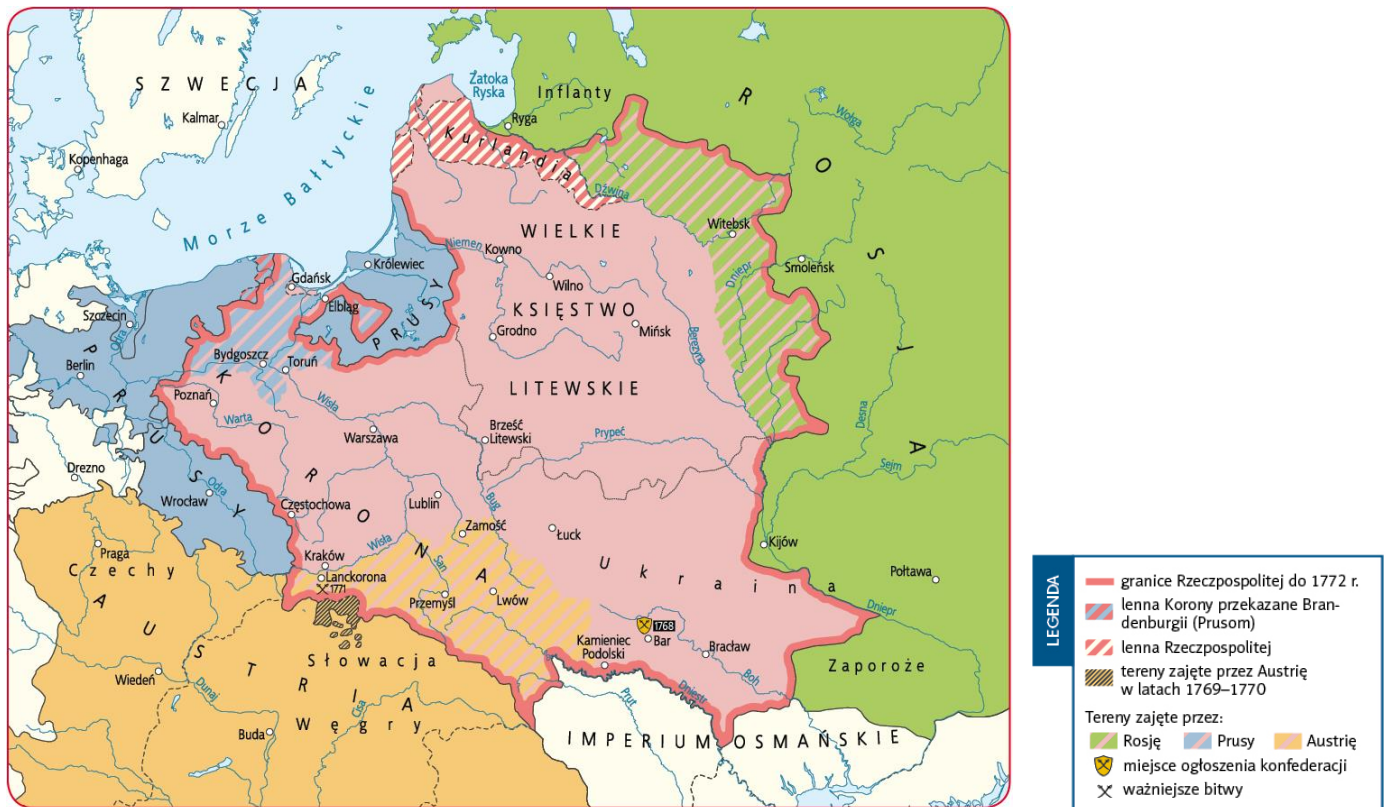 SZWECJA
Kalmar
Kopenhaga
Morze Bałtyckie
Zatoka
Ryska
Inflanty
Ryga
Kurlandia
Dźwina
ROSJA
Wołga
WIELKIE
KSIĘSTWO
LITEWSKIE
Witebsk
Smoleńsk
Dniepr
Niemen
Kowno
Wilno
Grodno
Mińsk
Berezyna
Królewiec
Gdańsk
Elbląg
PRUSY
Szczecin
Odra
Berlin
PRUSY
Bydgoszcz
Toruń
KORONA
Poznań
Warta
Wisła
Warszawa
Brześć
Litewski
Prypeć
Desna
Sejm
Drezno
Wrocław
Odra
Częstochowa
Lublin
Bug
Zamość
Łuck
Kijów
Ukraina
Połtawa
Dniepr
Praga
Czechy
AUSTRIA
Kraków
Wisła
Lanckorona
1771
San
Przemyśl
Lwów
1768
Bar
Kamieniec
Podolski
Bracław
Boh
Zaporoże
Słowacja
Wiedeń
Dunaj
Cisa
Węgry
Buda
Prut
Dniestr
IMPERIUM OSMAŃSKIE
LEGENDA
granice Rzeczpospolitej do 1772 r.
lenna Korony przekazane Bran-
denburgii (Prusom)
lenna Rzeczpospolitej
tereny zajęte przez Austrię
w latach 1769–1770
Tereny zajęte przez:
Rosję Prusy Austrię
miejsce ogłoszenia konfederacji
ważniejsze bitwy